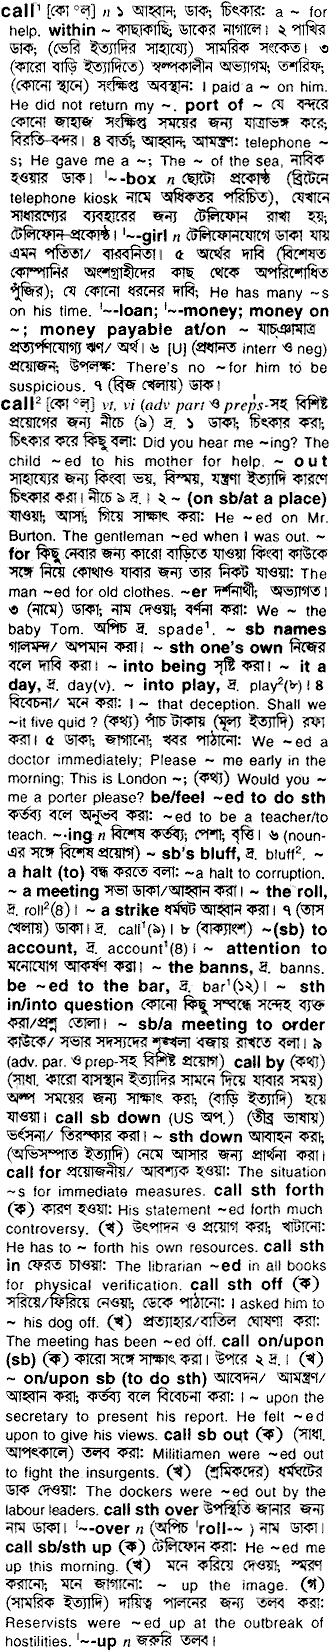 call¹ [কোওল্] n ১ আহ্বান; ডাক; চিৎকার: a ~ for
help. within ~ কাছাকাছি; ডাকের নাগালে। ২ পাখির
ডাক; (ভেরি ইত্যাদির সাহায্যে) সামরিক সংকেত। ৩
(কারো বাড়ি ইত্যাদিতে) স্বল্পকালীন অভ্যাগম; তশরিফ;
(কোনো স্থানে) সংক্ষিপ্ত অবস্থান: I paid a ~ on him.
He did not return my ~. port of ~ যে বন্দরে
কোনো জাহাজ সংক্ষিপ্ত সময়ের জন্য যাত্রাভঙ্গ করে;
বিরতি-বন্দর। ৪ বার্তা; আহ্বান; আমন্ত্রণ: telephone ~
s; He gave me a ~; The ~ of the sea, নাবিক
হওয়ার ডাক। '~-box n ছোটো প্রকোষ্ঠ (ব্রিটেনে
telephone kiosk নামে অধিকতর পরিচিত), যেখানে
সাধারণ্যের ব্যবহারের জন্য টেলিফোন রাখা হয়;
টেলিফোন-প্রকোষ্ঠ। '~-girl n টেলিফোনযোগে ডাকা যায়
এমন পতিতা/ বারবনিতা। ৫ অর্থের দাবি (বিশেষত
কোম্পানির অংশগ্রাহীদের কাছ থেকে অপরিশোধিত
পুঁজির); যে কোনো ধরনের দাবি: He has many ~s
on his time. '~-loan; '~-money; money on
~; money payable at/on ~ যাচ্ঞামাত্র
প্রত্যর্পণযোগ্য ঋণ/ অর্থ। ৬ [U] (প্রধানত interr ও neg)
প্রয়োজন; উপলক্ষ: There's no ~ for him to be
suspicious. ৭ (ব্রিজ খেলায়) ডাক।
call² [কোওল্] vt, vi (adv part ও preps-সহ বিশিষ্ট
প্রয়োগের জন্য নীচে (৯) দ্র. ১ ডাকা; চিৎকার করা;
চিৎকার করে কিছু বলা: Did you hear me ~ing? The
child ~ed to his mother for help. ~ out
সাহায্যের জন্য কিংবা ভয়, বিস্ময়, যন্ত্রণা ইত্যাদি কারণে
চিৎকার করা। নীচে ৯ দ্র.। ২ ~ (on sb/at a place)
যাওয়া; আসা; গিয়ে সাক্ষাৎ করা: He ~ed on Mr.
Burton. The gentleman ~ed when I was out. ~
for কিছু নেবার জন্য কারো বাড়িতে যাওয়া কিংবা কাউকে
সঙ্গে নিয়ে কোথাও যাবার জন্য তার নিকট যাওয়া: The
man ~ed for old clothes. ~er দর্শনার্থী; অভ্যাগত।
৩ (নামে) ডাকা; নাম দেওয়া; বর্ণনা করা: We ~ the
baby Tom. অপিচ দ্র. spade¹. ~ sb names
গালমন্দ/ অপমান করা। ~ sth one's own নিজের
বলে দাবি করা। ~ into being সৃষ্টি করা। ~ it a
day, দ্র. day(v). ~ into play, দ্র. play²(৮)। ৪
বিবেচনা/ মনে করা: I ~ that deception. Shall we
~it five quid ? (কথ্য) পাঁচ টাকায় (মূল্য ইত্যাদি) রফা
করা। ৫ ডাকা; জাগানো; খবর পাঠানো: We ~ed a
doctor immediately; Please ~ me early in the
morning; This is London ~; (কথ্য) Would you ~
me a porter please? be/feel ~ed to do sth
কর্তব্য বলে অনুভব করা: ~ed to be a teacher/to
teach. ~·ing n বিশেষ কর্তব্য; পেশা; বৃত্তি। ৬ (noun-
এর সঙ্গে বিশেষ প্রয়োগ) ~ sb's bluff, দ্র. bluff². ~
a halt (to) বন্ধ করতে বলা: ~a halt to corruption.
~ a meeting সভা ডাকা/আহ্বান করা। ~ the roll,
দ্র. roll²(8)। ~ a strike ধর্মঘট আহ্বান করা। ৭ (তাস
খেলায়) ডাকা। দ্র. call¹(৯)। ৮ (বাক্যাংশ) ~(sb) to
account, দ্র. account¹(8)। ~ attention to
মনোযোগ আকর্ষণ করা। ~ the banns, দ্র. banns.
be ~ed to the bar, দ্র. bar¹(১২)। ~ sth
in/into question কোনো কিছু সম্বন্ধে সন্দেহ ব্যক্ত
করা/প্রশ্ন তোলা। ~ sb/a meeting to order
কাউকে/ সভার সদস্যদের শৃঙ্খলা বজায় রাখতে বলা। ৯
(adv. par. ও prep-সহ বিশিষ্ট প্রয়োগ) call by (কথ্য)
(সাধা. কারো বাসস্থান ইত্যাদির সামনে দিয়ে যাবার সময়)
অল্প সময়ের জন্য সাক্ষাৎ করা; (বাড়ি ইত্যাদি) হয়ে
যাওয়া। call sb down (US অপ.) (তীব্র ভাষায়)
ভর্ৎসনা/ তিরস্কার করা। ~ sth down আবাহন করা;
(অভিসম্পাত ইত্যাদি) নেমে আসার জন্য প্রার্থনা করা।
call for প্রয়োজনীয়/ আবশ্যক হওয়া: The situation
~s for immediate measures. call sth forth
(ক) কারণ হওয়া: His statement ~ed forth much
controversy. (খ) উৎপাদন ও প্রয়োগ করা; খাটানো:
He has to ~ forth his own resources. call sth
in ফেরত চাওয়া: The librarian ~ed in all books
for physical verification. call sth off (ক)
সরিয়ে/ফিরিয়ে নেওয়া; ডেকে পাঠানো: I asked him to
~ his dog off. (খ) প্রত্যাহার/বাতিল ঘোষণা করা:
The meeting has been ~ed off. call on/upon
(sb) (ক) কারো সঙ্গে সাক্ষাৎ করা। উপরে ২ দ্র.। (খ) ~
on/upon sb (to do sth) আবেদন/ আমন্ত্রণ/
আহ্বান করা; কর্তব্য বলে বিবেচনা করা: I ~ upon the
secretary to present his report. He felt ~ed
upon to give his views. call sb out (ক) (সাধা.
আপৎকালে) তলব করা: Militiamen were ~ed out
to fight the insurgents. (খ) (শ্রমিকদের) ধর্মঘটের
ডাক দেওয়া: The dockers were ~ed out by the
labour leaders. call sth over উপস্থিতি জানার জন্য
নাম ডাকা। '~-over n (অপিচ 'roll-~ ) নাম ডাকা।
call sb/sth up (ক) টেলিফোন করা: He ~ed me
up this morning. (খ) মনে করিয়ে দেওয়া; স্মরণ
করানো; মনে জাগানো: ~ up the image. (গ)
(সামরিক ইত্যাদি) দায়িত্ব পালনের জন্য তলব করা:
Reservists were ~ed up at the outbreak of
hostilities. '~-up n জরুরি তলব।